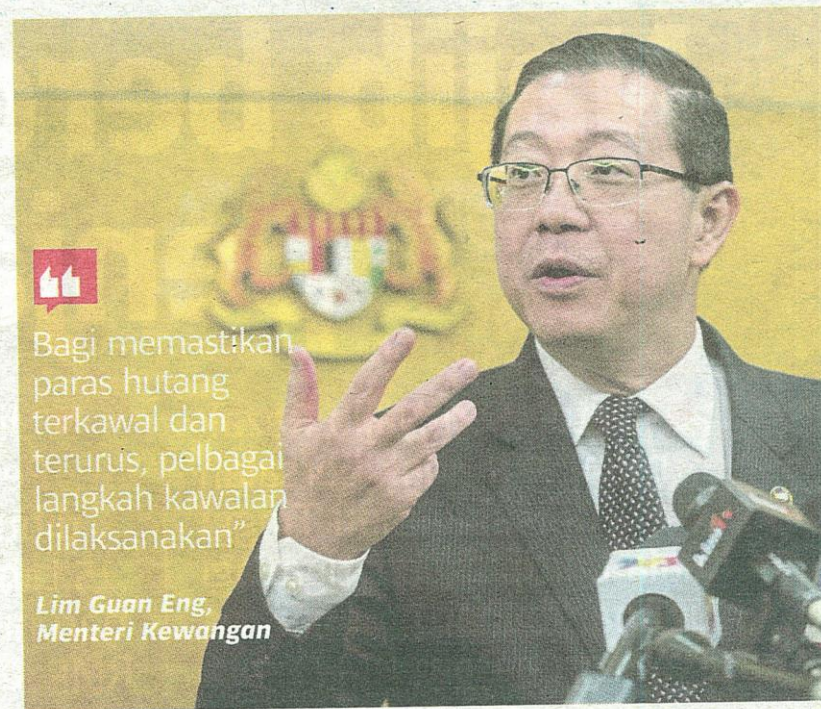 Bagi memastikan
paras hutang
terkawal dan
terurus, pelbagai
langkah kawalan
dilaksanakan”
Lim Guan Eng,
Menteri Kewangan